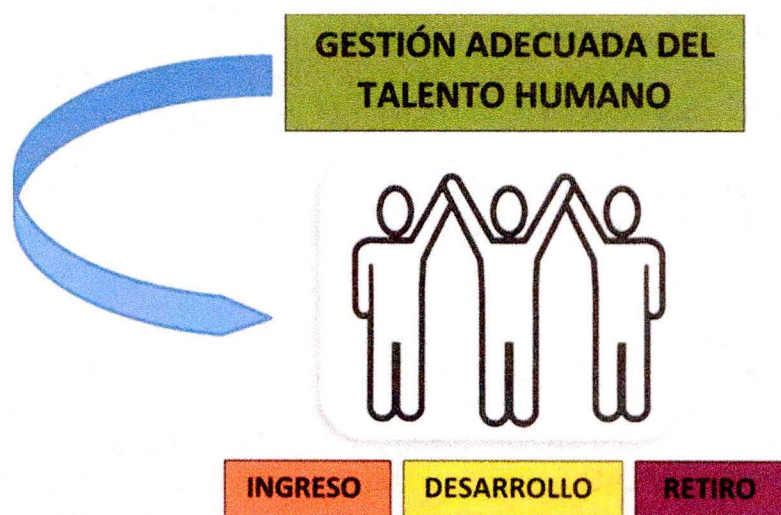 GESTIÓN ADECUADA DEL
TALENTO HUMANO
INGRESO DESARROLLO RETIRO